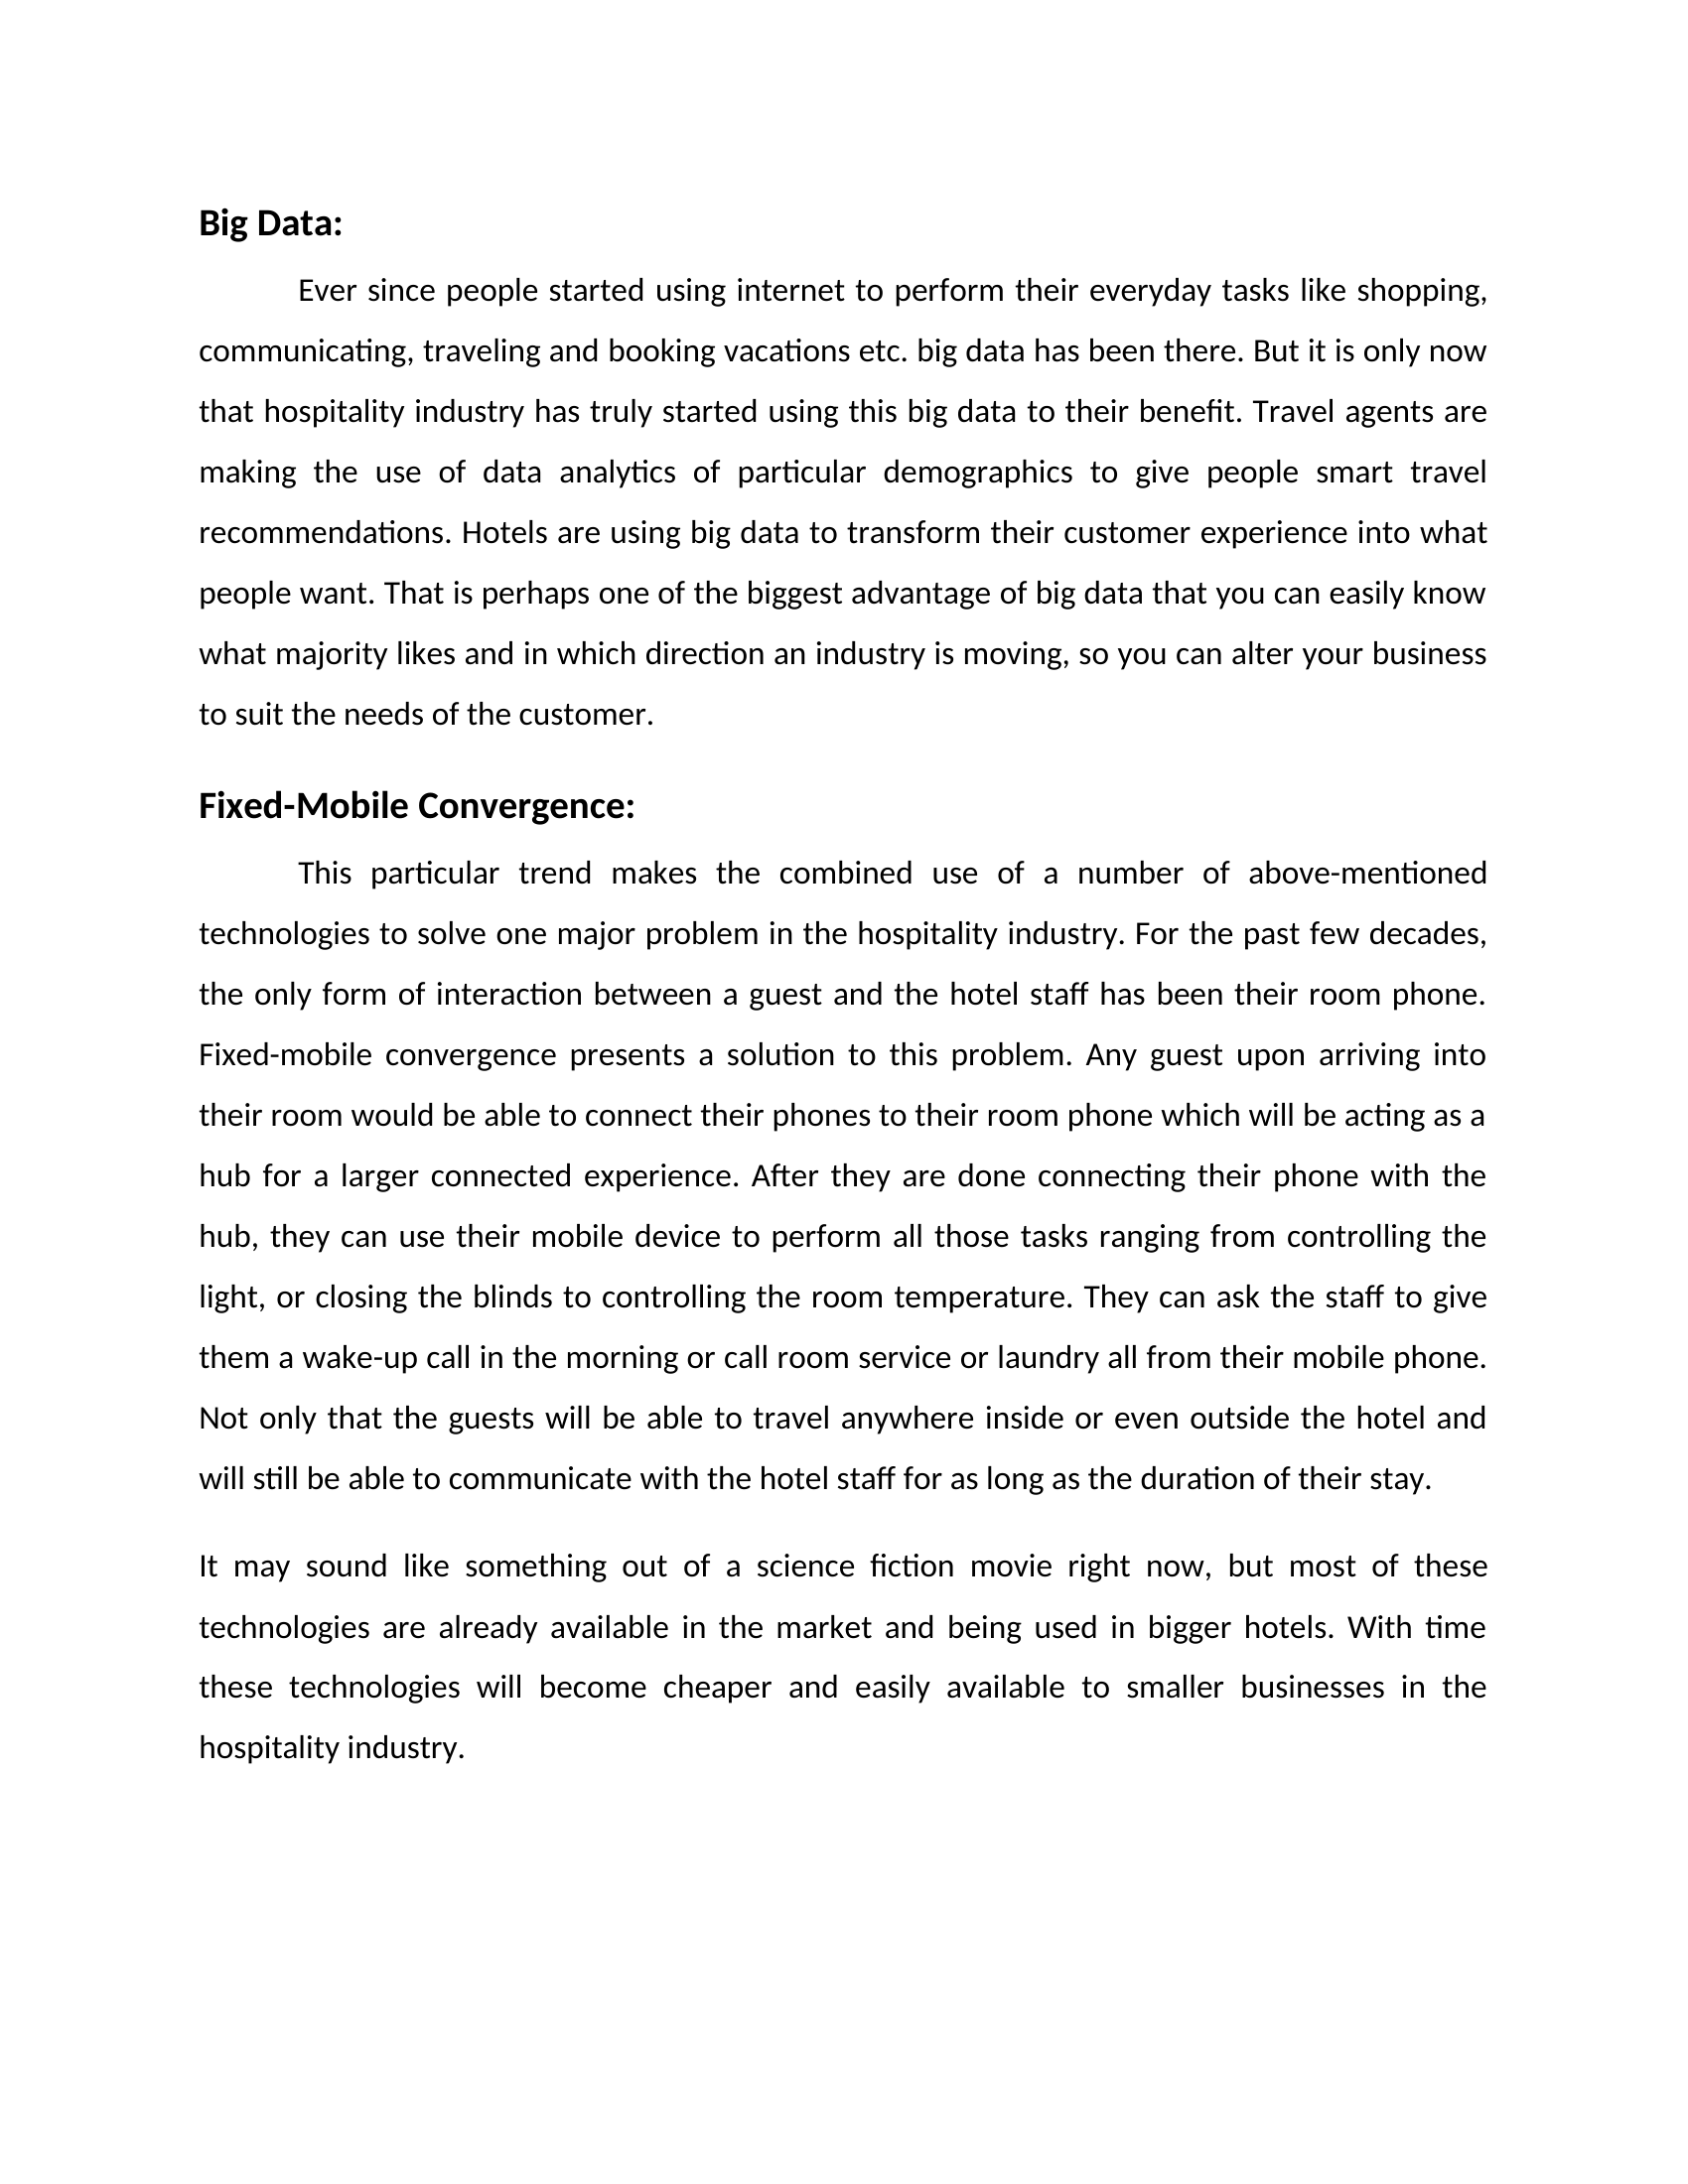 Big Data:
Ever since people started using internet to perform their everyday tasks like shopping,
communicating, traveling and booking vacations etc. big data has been there. But it is only now
that hospitality industry has truly started using this big data to their benefit. Travel agents are
making the use of data analytics of particular demographics to give people smart travel
recommendations. Hotels are using big data to transform their customer experience into what
people want. That is perhaps one of the biggest advantage of big data that you can easily know
what majority likes and in which direction an industry is moving, so you can alter your business
to suit the needs of the customer.
Fixed-Mobile Convergence:
This particular trend makes the combined use of a number of above-mentioned
technologies to solve one major problem in the hospitality industry. For the past few decades,
the only form of interaction between a guest and the hotel staff has been their room phone.
Fixed-mobile convergence presents a solution to this problem. Any guest upon arriving into
their room would be able to connect their phones to their room phone which will be acting as a
hub for a larger connected experience. After they are done connecting their phone with the
hub, they can use their mobile device to perform all those tasks ranging from controlling the
light, or closing the blinds to controlling the room temperature. They can ask the staff to give
them a wake-up call in the morning or call room service or laundry all from their mobile phone.
Not only that the guests will be able to travel anywhere inside or even outside the hotel and
will still be able to communicate with the hotel staff for as long as the duration of their stay.
It may sound like something out of a science fiction movie right now, but most of these
technologies are already available in the market and being used in bigger hotels. With time
these technologies will become cheaper and easily available to smaller businesses in the
hospitality industry.